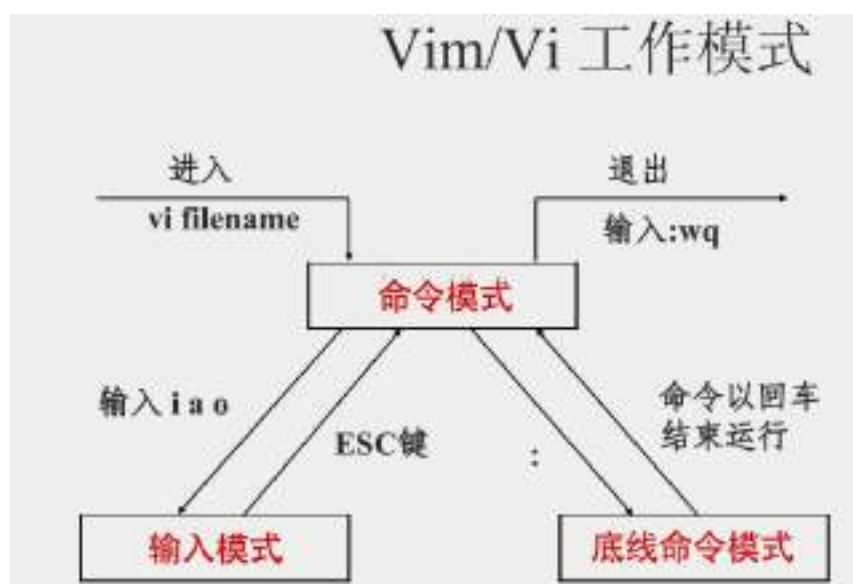 Vim/Vi 工作模式
进入
vi filename
退出
输入:wq
命令模式
输入 i a o
ESC键
:
命令以回车
结束运行
输入模式
底线命令模式